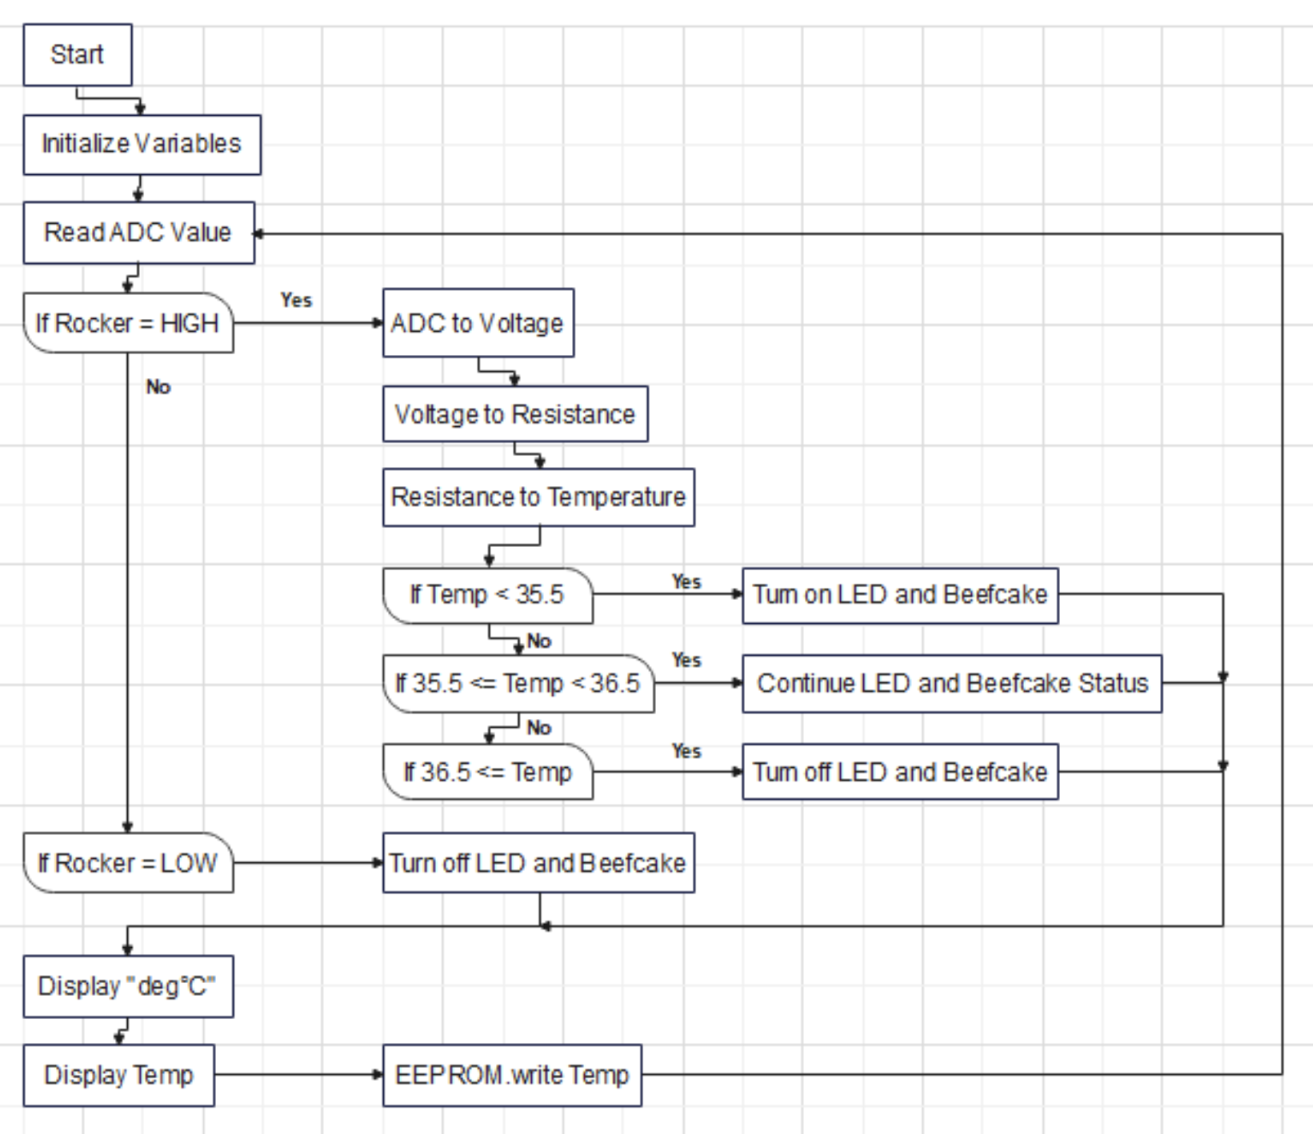 Start
Initialize Variables
Read ADC Value
If Rocker = HIGH
Yes
ADC to Voltage
No
Voltage to Resistance
Resistance to Temperature
If Temp < 35.5
Yes
Turn on LED and Beefcake
No
If 35.5 <= Temp < 36.5
Yes
Continue LED and Beefcake Status
No
If 36.5 <= Temp
Yes
Turn off LED and Beefcake
If Rocker = LOW
Turn off LED and Beefcake
Display "deg°C"
Display Temp
EEPROM.write Temp